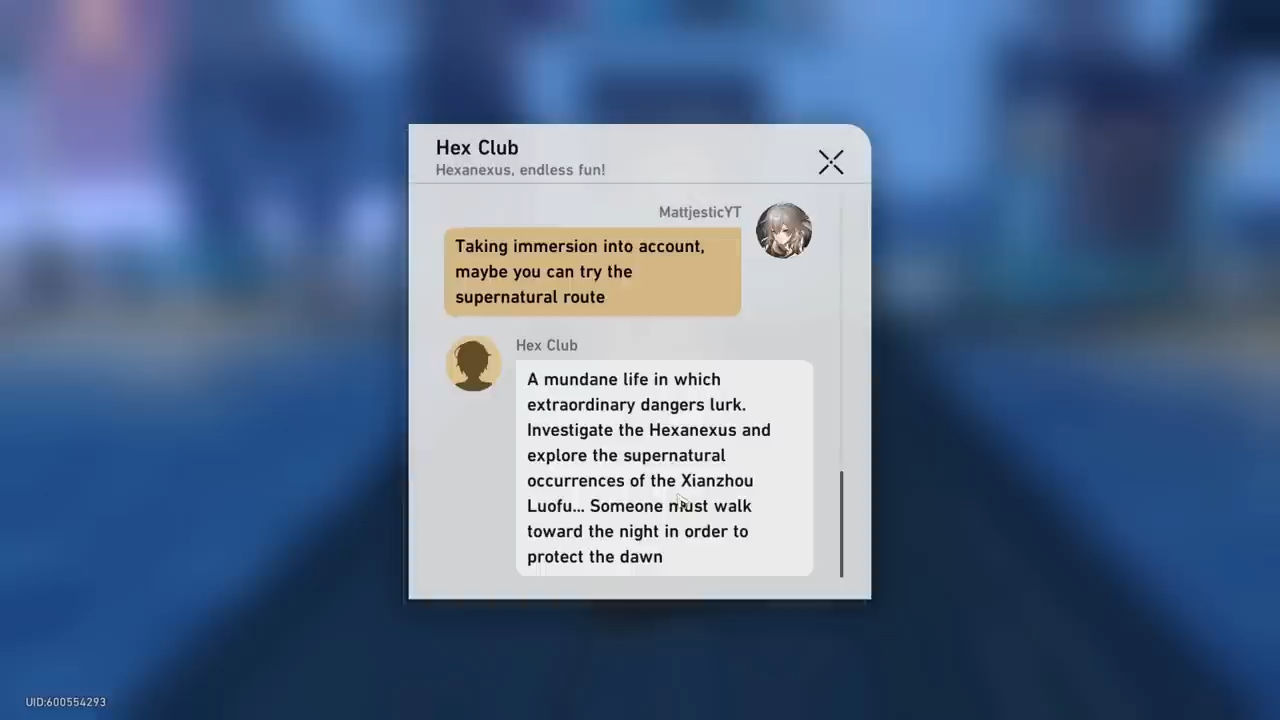 Hex Club
Hexanexus, endless fun!
MattjesticYT
Taking immersion into account,
maybe you can try the
supernatural route
Hex Club
A mundane life in which
extraordinary dangers lurk.
Investigate the Hexanexus and
explore the supernatural
occurrences of the Xianzhou
Luofu... Someone must walk
toward the night in order to
protect the dawn
UID:600554293